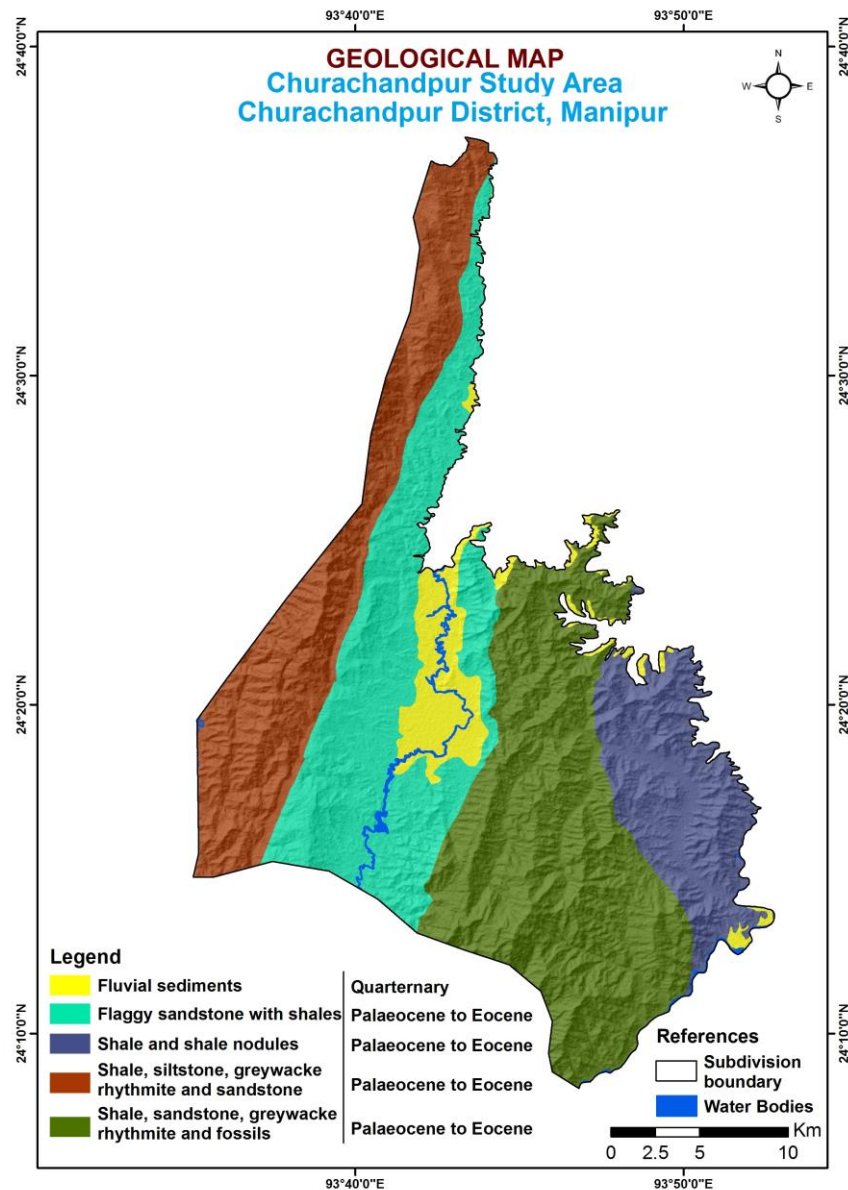 93°40'0"E
93°50'0"E
24°40'0"N
24°40'0"N
GEOLOGICAL MAP
Churachandpur Study Area
Churachandpur District, Manipur
N
W
E
S
24°30'0"N
24°30'0"N
24°20'0"N
24°20'0"N
24°10'0"N
24°10'0"N
Legend
Fluvial sediments
Quarternary
Flaggy sandstone with shales
Palaeocene to Eocene
Shale and shale nodules
Palaeocene to Eocene
Shale, siltstone, greywacke
rhythmite and sandstone
Palaeocene to Eocene
Shale, sandstone, greywacke
rhythmite and fossils
Palaeocene to Eocene
References
Subdivision
boundary
Water Bodies
Km
0 2.5 5 10
93°40'0"E
93°50'0"E